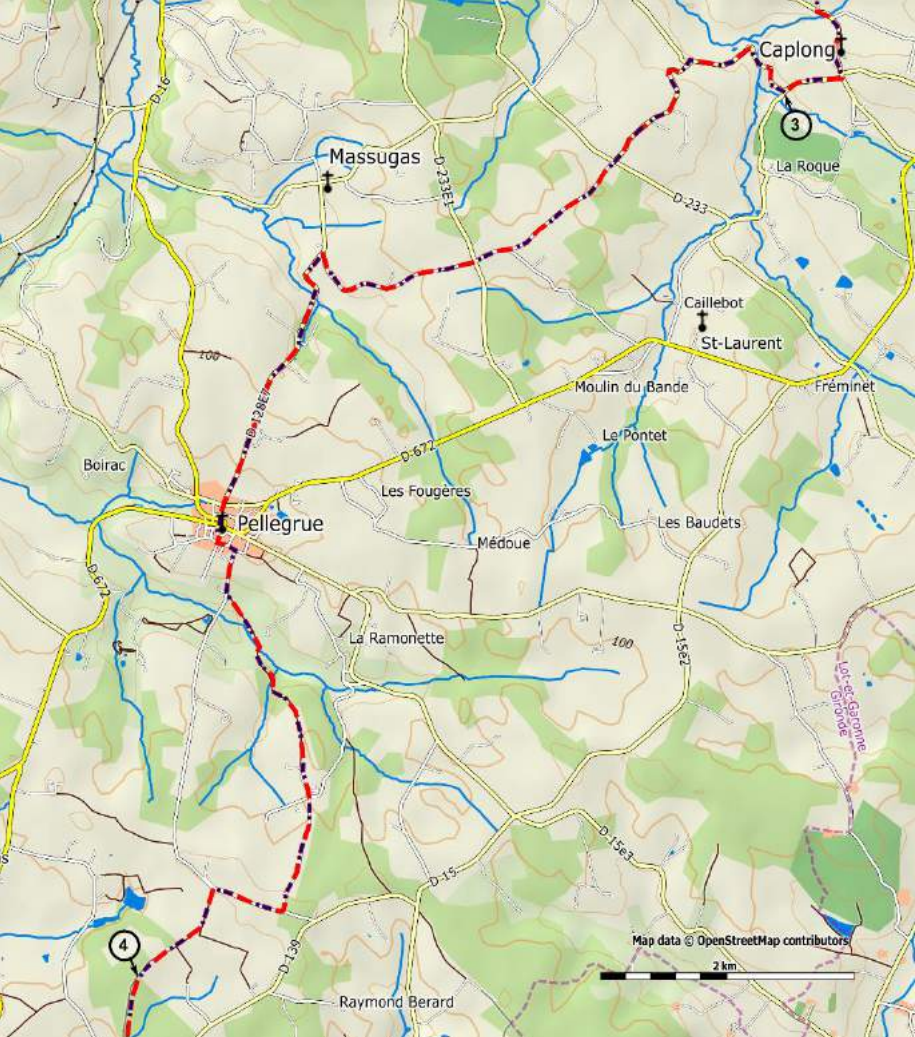 Caplong
D-16
3
Massugas
La Roque
D-233E1
D-233
Caillebot
St-Laurent
100
Moulin du Bande
Fréminet
D-128E7
Le Pontet
D-672
Boirac
Les Fougères
Pellegrue
Les Baudets
Médoue
D-672
La Ramonette
100
D-15e2
Lot-et-Garonne
Gironde
D-15e3
D-15
4
D-139
Map data © OpenStreetMap contributors
2 km
Raymond Berard